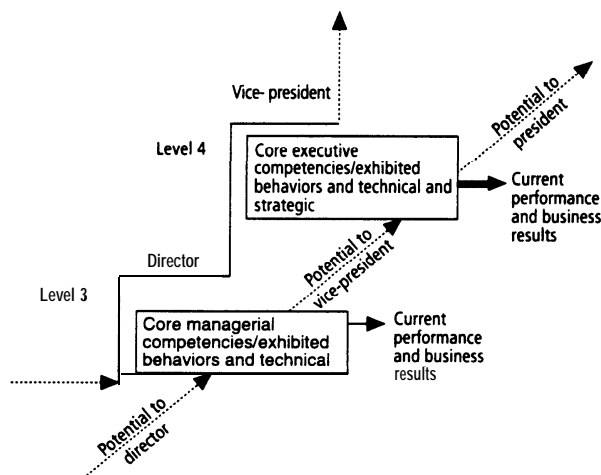 Vice- president
Potential to
president
Level 4
Core executive
competencies/exhibited
behaviors and technical and
strategic
Current
performance
and business
results
Director
Potential to
vice-president
Level 3
Core managerial
competencies/exhibited
behaviors and technical
Current
performance
and business
results
Potential to
director